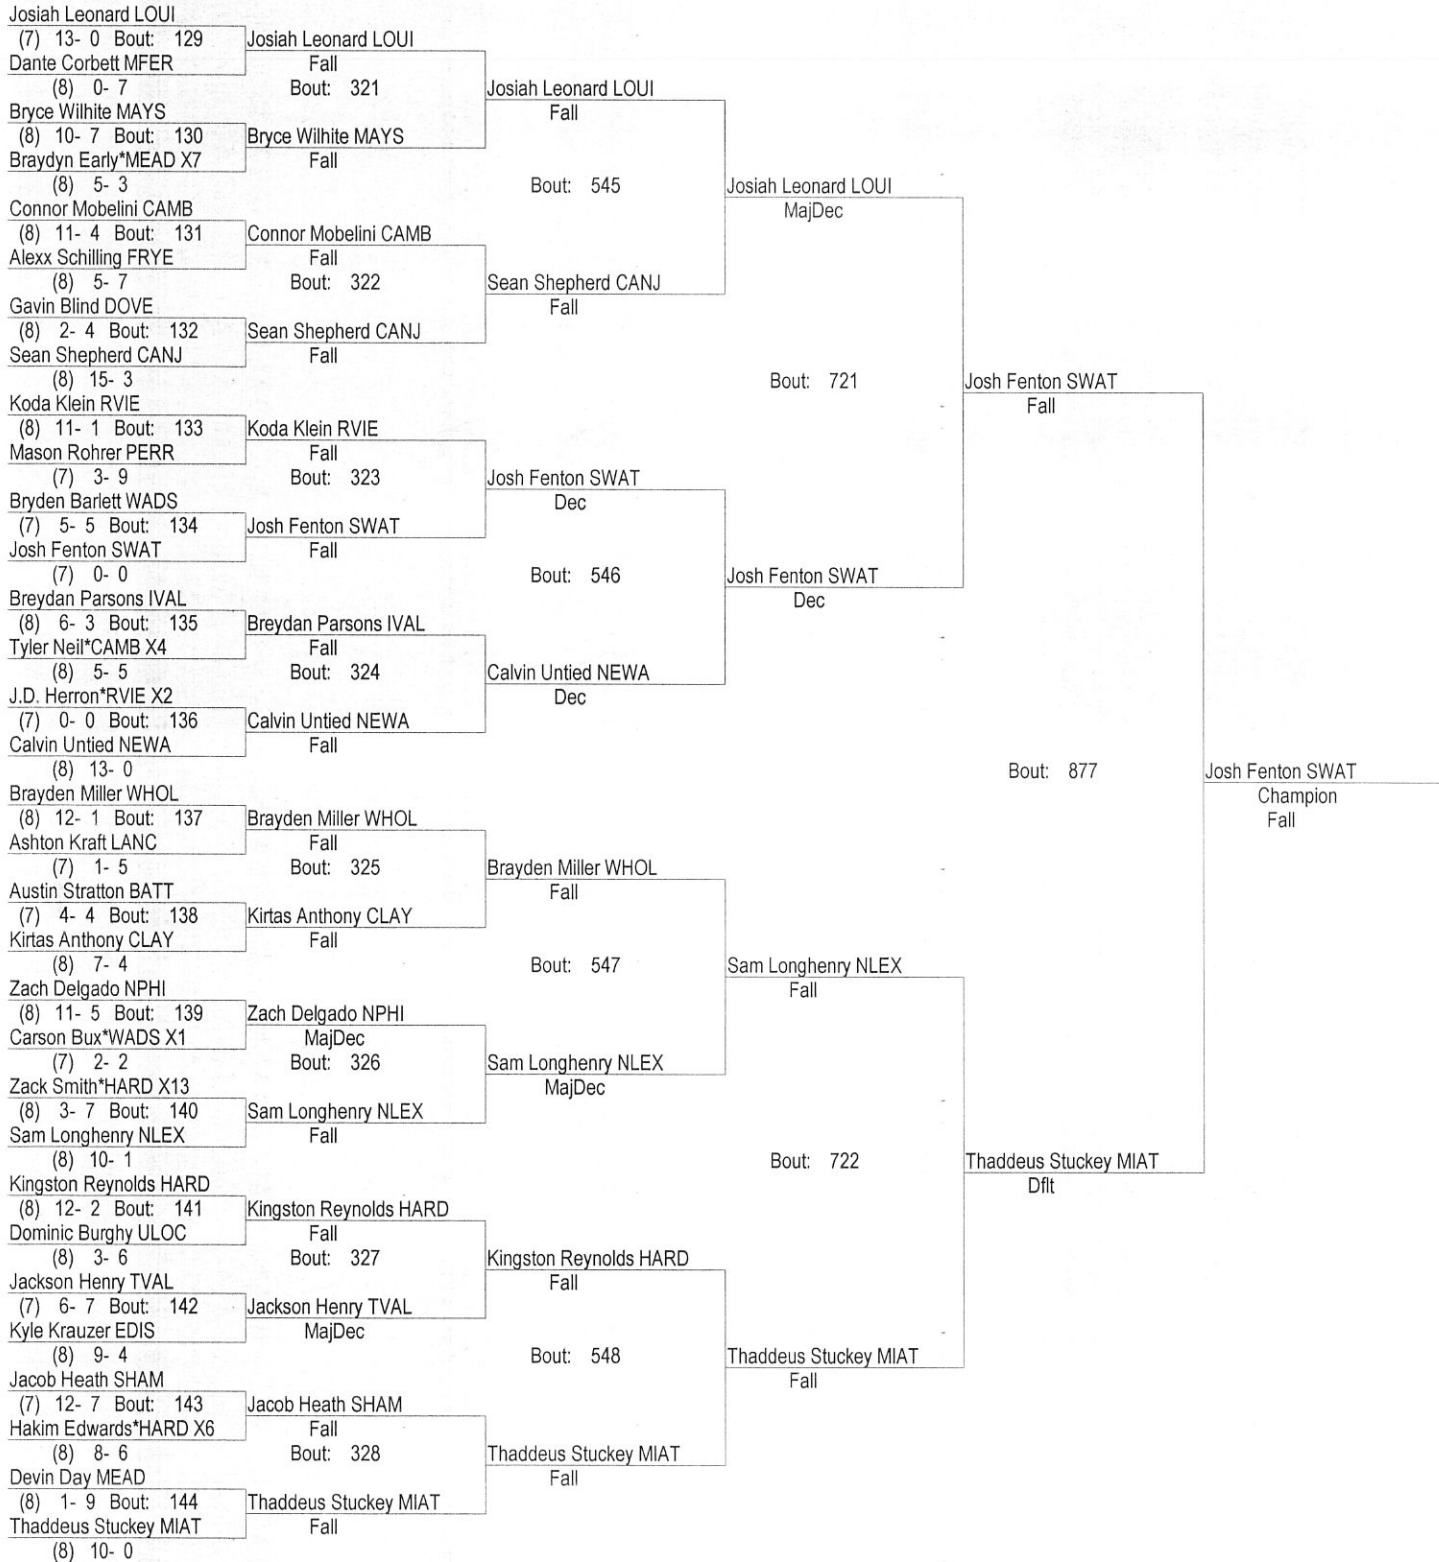 Josiah Leonard LOUI
(7) 13- 0 Bout: 129
Dante Corbett MFER
(8) 0- 7
Bryce Wilhite MAYS
(8) 10- 7 Bout: 130
Braydyn Early*MEAD X7
(8) 5- 3
Connor Mobelini CAMB
(8) 11- 4 Bout: 131
Alexx Schilling FRYE
(8) 5- 7
Gavin Blind DOVE
(8) 2- 4 Bout: 132
Sean Shepherd CANJ
(8) 15- 3
Koda Klein RVIE
(8) 11- 1 Bout: 133
Mason Rohrer PERR
(7) 3- 9
Bryden Barlett WADS
(7) 5- 5 Bout: 134
Josh Fenton SWAT
(7) 0- 0
Breydan Parsons IVAL
(8) 6- 3 Bout: 135
Tyler Neil*CAMB X4
(8) 5- 5
J.D. Herron*RVIE X2
(7) 0- 0 Bout: 136
Calvin Untied NEWA
(8) 13- 0
Brayden Miller WHOL
(8) 12- 1 Bout: 137
Ashton Kraft LANC
(7) 1- 5
Austin Stratton BATT
(7) 4- 4 Bout: 138
Kirtas Anthony CLAY
(8) 7- 4
Zach Delgado NPHI
(8) 11- 5 Bout: 139
Carson Bux*WADS X1
(7) 2- 2
Zack Smith*HARD X13
(8) 3- 7 Bout: 140
Sam Longhenry NLEX
(8) 10- 1
Kingston Reynolds HARD
(8) 12- 2 Bout: 141
Dominic Burghy ULOC
(8) 3- 6
Jackson Henry TVAL
(7) 6- 7 Bout: 142
Kyle Krauzer EDIS
(8) 9- 4
Jacob Heath SHAM
(7) 12- 7 Bout: 143
Hakim Edwards*HARD X6
(8) 8- 6
Devin Day MEAD
(8) 1- 9 Bout: 144
Thaddeus Stuckey MIAT
(8) 10- 0
Josiah Leonard LOUI
Fall
Bout: 321
Bryce Wilhite MAYS
Fall
Connor Mobelini CAMB
Fall
Bout: 322
Sean Shepherd CANJ
Fall
Koda Klein RVIE
Fall
Bout: 323
Josh Fenton SWAT
Fall
Breydan Parsons IVAL
Fall
Bout: 324
Calvin Untied NEWA
Fall
Brayden Miller WHOL
Fall
Bout: 325
Kirtas Anthony CLAY
Fall
Zach Delgado NPHI
MajDec
Bout: 326
Sam Longhenry NLEX
Fall
Kingston Reynolds HARD
Fall
Bout: 327
Jackson Henry TVAL
MajDec
Jacob Heath SHAM
Fall
Bout: 328
Thaddeus Stuckey MIAT
Fall
Josiah Leonard LOUI
Fall
Bout: 545
Sean Shepherd CANJ
Fall
Josh Fenton SWAT
Dec
Bout: 546
Calvin Untied NEWA
Dec
Brayden Miller WHOL
Fall
Bout: 547
Sam Longhenry NLEX
MajDec
Kingston Reynolds HARD
Fall
Bout: 548
Thaddeus Stuckey MIAT
Fall
Josiah Leonard LOUI
MajDec
Bout: 721
Josh Fenton SWAT
Dec
Sam Longhenry NLEX
Fall
Bout: 722
Thaddeus Stuckey MIAT
Fall
Josh Fenton SWAT
Fall
Bout: 877
Thaddeus Stuckey MIAT
Dflt
Josh Fenton SWAT
Champion
Fall